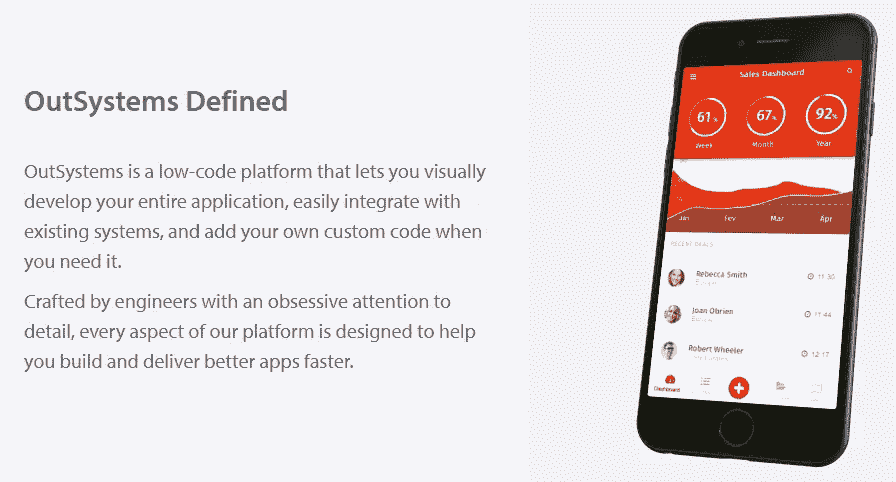 OutSystems Defined
OutSystems is a low-code platform that lets you visually
develop your entire application, easily integrate with
existing systems, and add your own custom code when
you need it.
Crafted by engineers with an obsessive attention to
detail, every aspect of our platform is designed to help
you build and deliver better apps faster.
Sales Dashboard
61% 67% 92%
Week Month Year
Jan Fev Mar Apr
RECENT DEALS
Rebecca Smith 11:30
Joan Obrien 11:44
Robert Wheeler 12:17
Dashboard